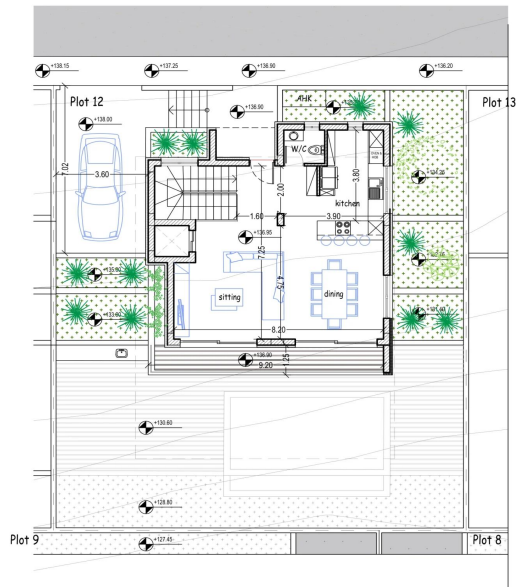 +138.15
+137.25
+136.90
+136.20
Plot 12
AHK
Plot 13
+136.90
+138.00
W/C
7.02
3.60
2.00
3.80
kitchen
1.60
3.90
+136.95
7.25
4.75
sitting
dining
8.20
+136.90
1.25
9.20
+130.60
+128.80
Plot 9
+127.45
Plot 8